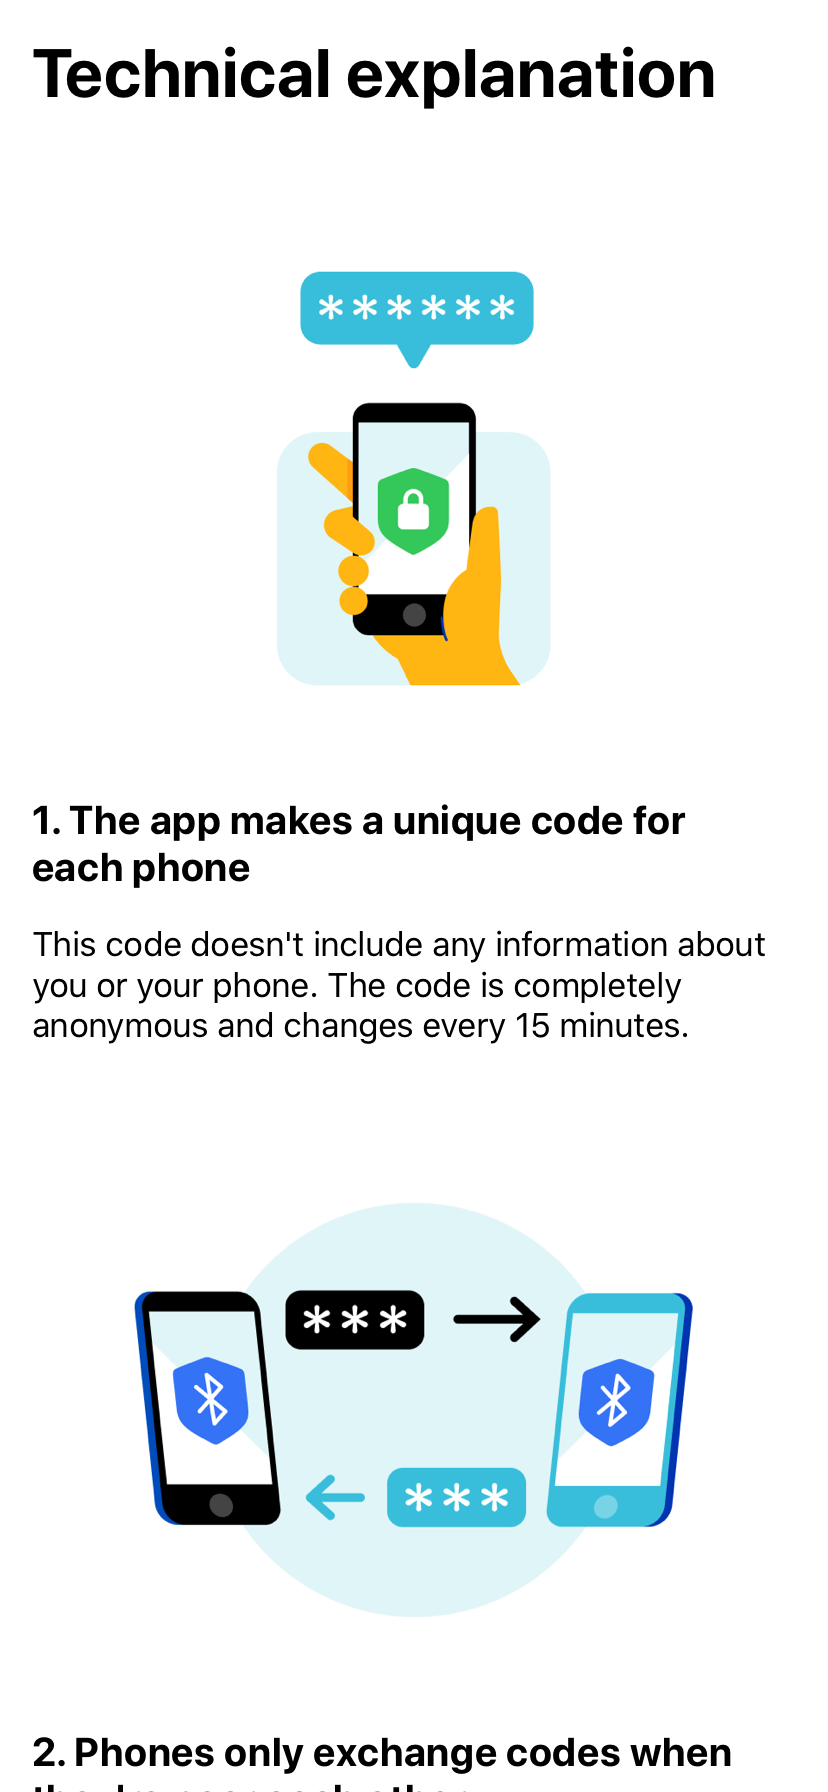 Technical explanation
******
1. The app makes a unique code for
each phone
This code doesn't include any information about
you or your phone. The code is completely
anonymous and changes every 15 minutes.
***
***
2. Phones only exchange codes when